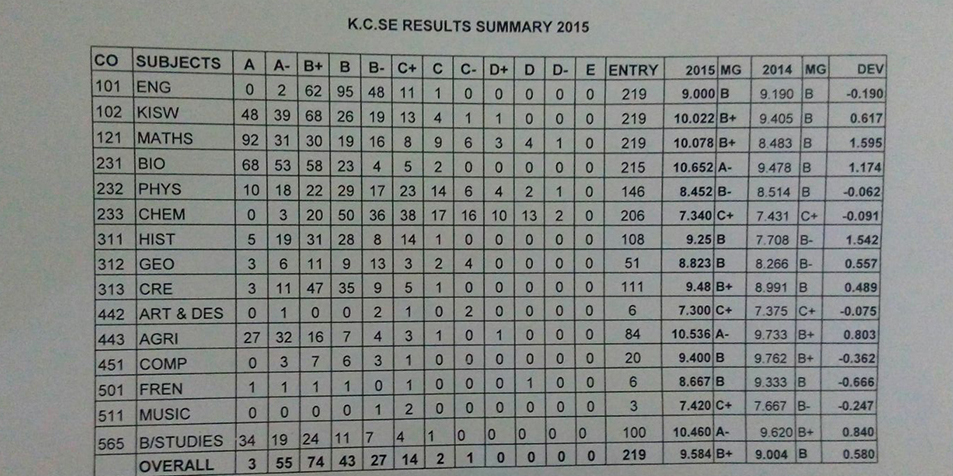 K.C.SE RESULTS SUMMARY 2015
CO SUBJECTS A A- B+ B B- C+ C C- D+ D D- E ENTRY 2015 MG 2014 MG DEV
101 ENG 0 2 62 95 48 11 1 0 0 0 0 0 219 9.000 B 9.190 B -0.190
102 KISW 48 39 68 26 19 13 4 1 1 0 0 0 219 10.022 B+ 9.405 B 0.617
121 MATHS 92 31 30 19 16 8 9 6 3 4 1 0 219 10.078 B+ 8.483 B 1.595
231 BIO 68 53 58 23 4 5 2 0 0 0 0 0 215 10.652 A- 9.478 B 1.174
232 PHYS 10 18 22 29 17 23 14 6 4 2 1 0 146 8.452 B- 8.514 B -0.062
233 CHEM 0 3 20 50 36 38 17 16 10 13 2 0 206 7.340 C+ 7.431 C+ -0.091
311 HIST 5 19 31 28 8 14 1 0 0 0 0 0 108 9.25 B 7.708 B- 1.542
312 GEO 3 6 11 9 13 3 2 4 0 0 0 0 51 8.823 B 8.266 B- 0.557
313 CRE 3 11 47 35 9 5 1 0 0 0 0 0 111 9.48 B+ 8.991 B 0.489
442 ART & DES 0 1 0 0 2 1 0 2 0 0 0 0 6 7.300 C+ 7.375 C+ -0.075
443 AGRI 27 32 16 7 4 3 1 0 1 0 0 0 84 10.536 A- 9.733 B+ 0.803
451 COMP 0 3 7 6 3 1 0 0 0 0 0 0 20 9.400 B 9.762 B+ -0.362
501 FREN 1 1 1 1 0 1 0 0 0 1 0 0 6 8.667 B 9.333 B -0.666
511 MUSIC 0 0 0 0 1 2 0 0 0 0 0 0 3 7.420 C+ 7.667 B- -0.247
565 B/STUDIES 34 19 24 11 7 4 1 0 0 0 0 0 100 10.460 A- 9.620 B+ 0.840
OVERALL 3 55 74 43 27 14 2 1 0 0 0 0 219 9.584 B+ 9.004 B 0.580